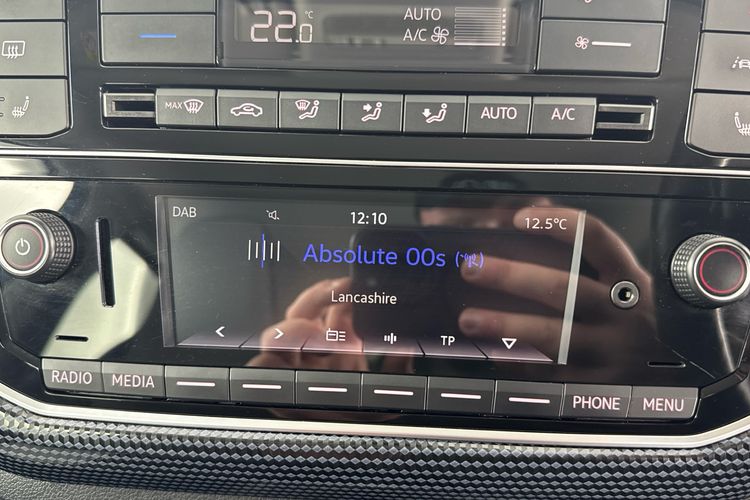 22.0 °C
AUTO
A/C
MAX
AUTO
A/C
DAB
12:10
12.5°C
Absolute 00s
Lancashire
TP
RADIO
MEDIA
PHONE
MENU